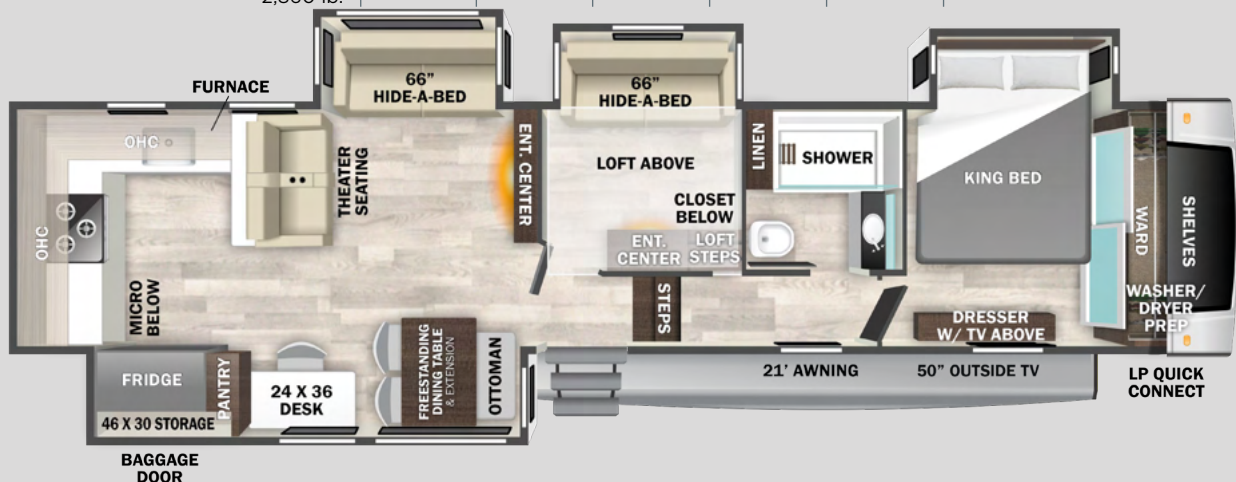 2,500 lb.
FURNACE
66"
HIDE-A-BED
66"
HIDE-A-BED
OHC
THEATER
SEATING
ENT. CENTER
LOFT ABOVE
CLOSET
BELOW
ENT.
CENTER
LOFT
STEPS
LINEN
SHOWER
KING BED
WARD
SHELVES
OHC
MICRO
BELOW
STEPS
DRESSER
W/ TV ABOVE
WASHER/
DRYER
PREP
FRIDGE
PANTRY
46 X 30 STORAGE
24 X 36
DESK
FREESTANDING
DINING TABLE
& EXTENSION
OTTOMAN
21' AWNING
50" OUTSIDE TV
LP QUICK
CONNECT
BAGGAGE
DOOR